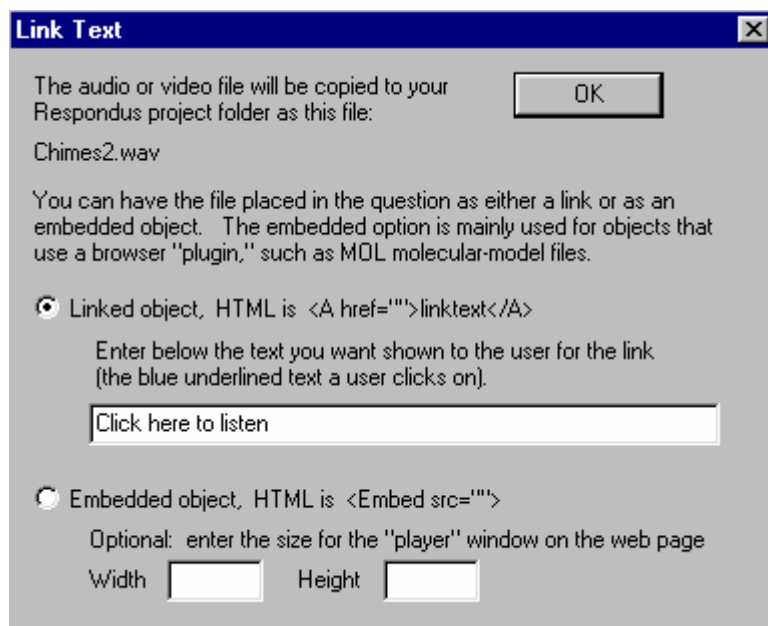 Link Text
The audio or video file will be copied to your
Respondus project folder as this file:
OK
Chimes2.wav
You can have the file placed in the question as either a link or as an
embedded object.   The embedded option is mainly used for objects that
use a browser "plugin," such as MOL molecular-model files.
Linked object,  HTML is  <A href="">linktext</A>
Enter below the text you want shown to the user for the link
(the blue underlined text a user clicks on).
Click here to listen
Embedded object,  HTML is  <Embed src="">
Optional:  enter the size for the "player" window on the web page
Width Height